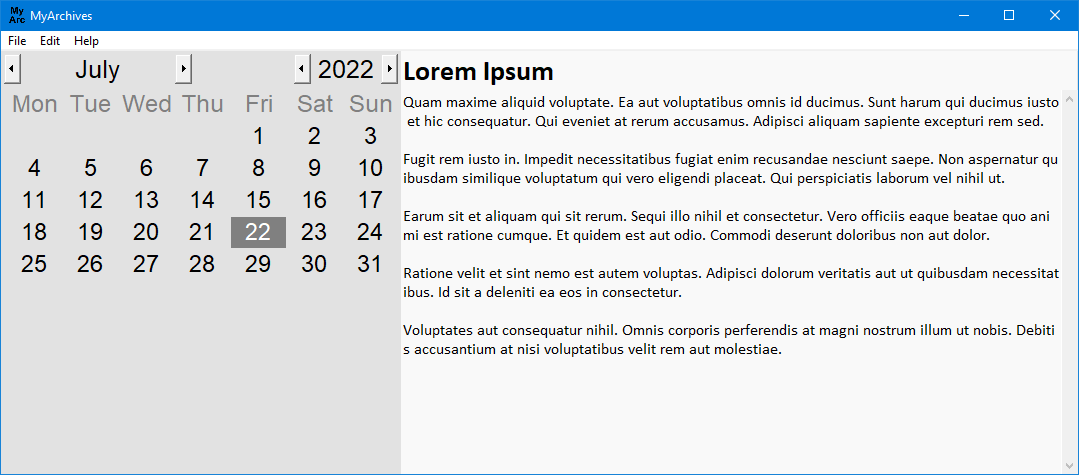 My
Arc
MyArchives
File Edit Help
July 2022
Mon Tue Wed Thu Fri Sat Sun
1 2 3
4 5 6 7 8 9 10
11 12 13 14 15 16 17
18 19 20 21 22 23 24
25 26 27 28 29 30 31
Lorem Ipsum
Quam maxime aliquid voluptate. Ea aut voluptatibus omnis id ducimus. Sunt harum qui ducimus iusto
et hic consequatur. Qui eveniet at rerum accusamus. Adipisci aliquam sapiente excepturi rem sed.
Fugit rem iusto in. Impedit necessitatibus fugiat enim recusandae nesciunt saepe. Non aspernatur qu
ibusdam similique voluptatum qui vero eligendi placeat. Qui perspiciatis laborum vel nihil ut.
Earum sit et aliquam qui sit rerum. Sequi illo nihil et consectetur. Vero officiis eaque beatae quo ani
mi est ratione cumque. Et quidem est aut odio. Commodi deserunt doloribus non aut dolor.
Ratione velit et sint nemo est autem voluptas. Adipisci dolorum veritatis aut ut quibusdam necessitat
ibus. Id sit a deleniti ea eos in consectetur.
Voluptates aut consequatur nihil. Omnis corporis perferendis at magni nostrum illum ut nobis. Debiti
s accusantium at nisi voluptatibus velit rem aut molestiae.